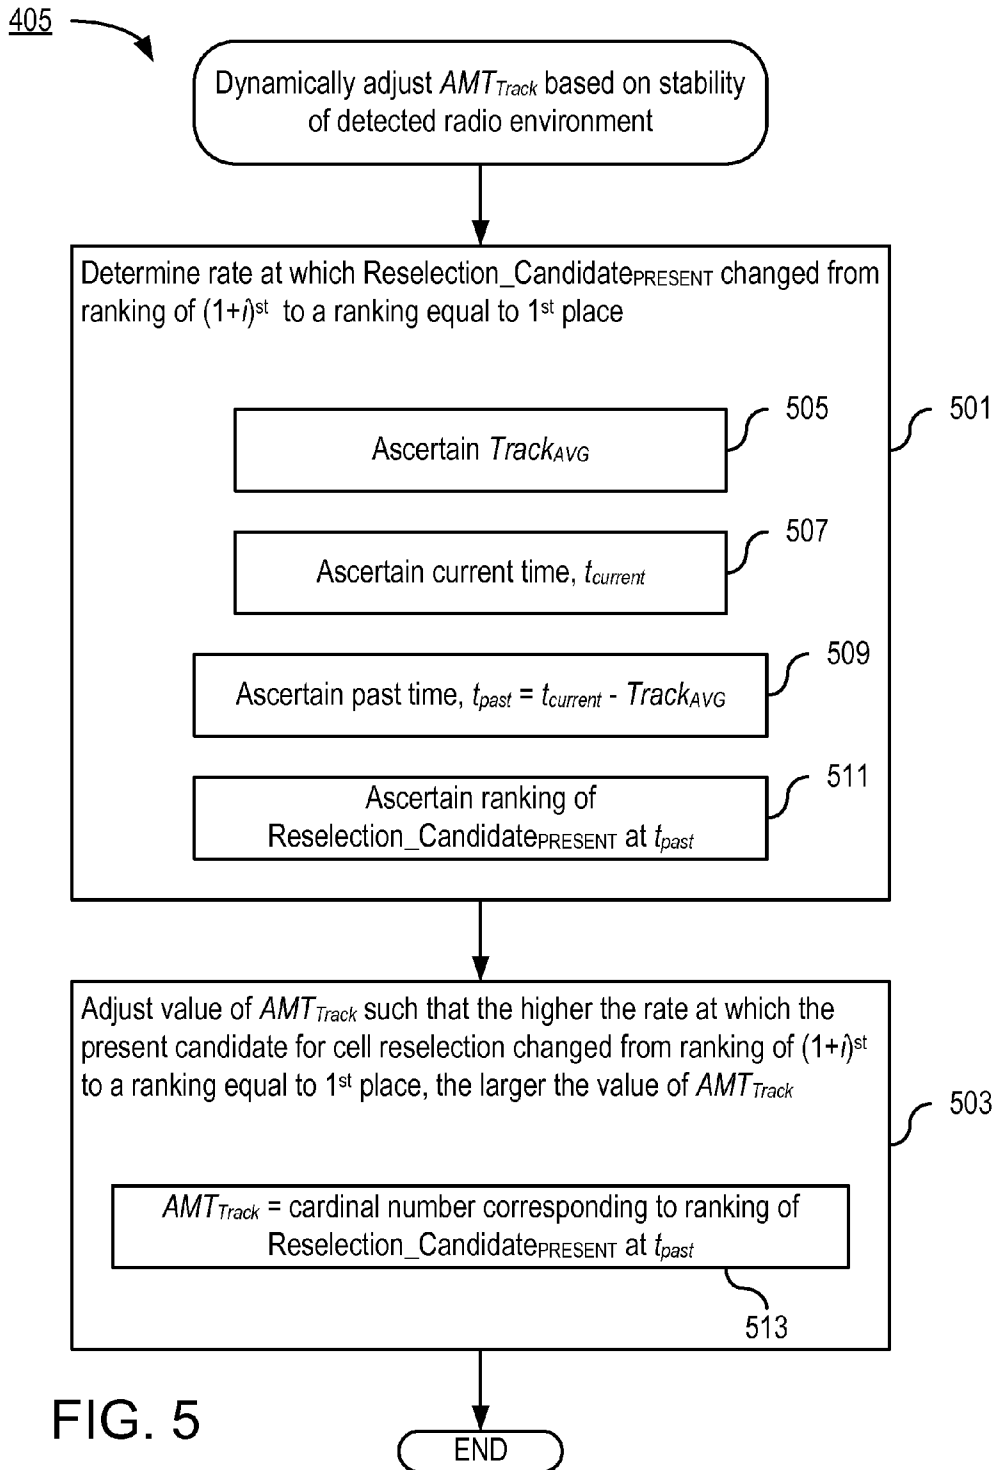 405
Dynamically adjust AMTTrack based on stability
of detected radio environment
Determine rate at which Reselection_CandidatePRESENT changed from
ranking of (1+i)st to a ranking equal to 1st place
505
501
Ascertain TrackAVG
507
Ascertain current time, tcurrent
509
Ascertain past time, tpast = tcurrent - TrackAVG
511
Ascertain ranking of
Reselection_CandidatePRESENT at tpast
Adjust value of AMTTrack such that the higher the rate at which the
present candidate for cell reselection changed from ranking of (1+i)st
to a ranking equal to 1st place, the larger the value of AMTTrack
503
AMTTrack = cardinal number corresponding to ranking of
Reselection_CandidatePRESENT at tpast
513
FIG. 5
END